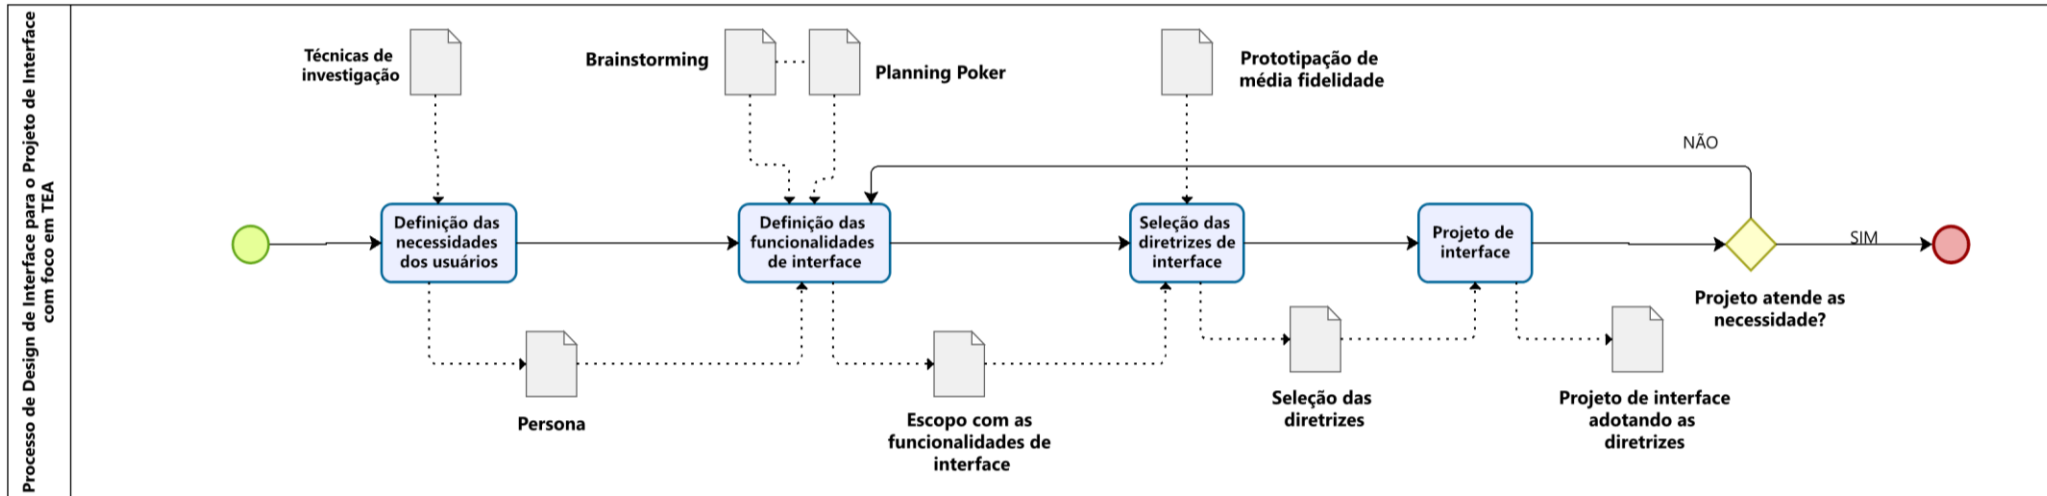 Processo de Design de Interface para o Projeto de Interface
com foco em TEA
Técnicas de
investigação
Brainstorming
Planning Poker
Prototipação de
média fidelidade
NÃO
Definição das
necessidades
dos usuários
Definição das
funcionalidades
de interface
Seleção das
diretrizes de
interface
Projeto de
interface
SIM
Projeto atende as
necessidade?
Persona
Escopo com as
funcionalidades de
interface
Seleção das
diretrizes
Projeto de interface
adotando as
diretrizes